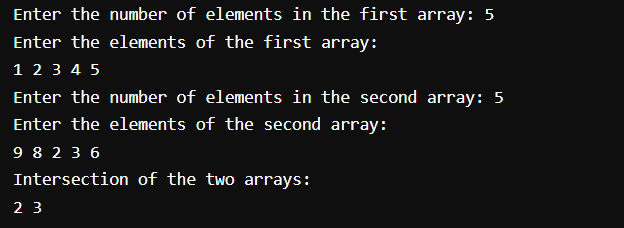 Enter the number of elements in the first array: 5
Enter the elements of the first array:
1 2 3 4 5
Enter the number of elements in the second array: 5
Enter the elements of the second array:
9 8 2 3 6
Intersection of the two arrays:
2 3